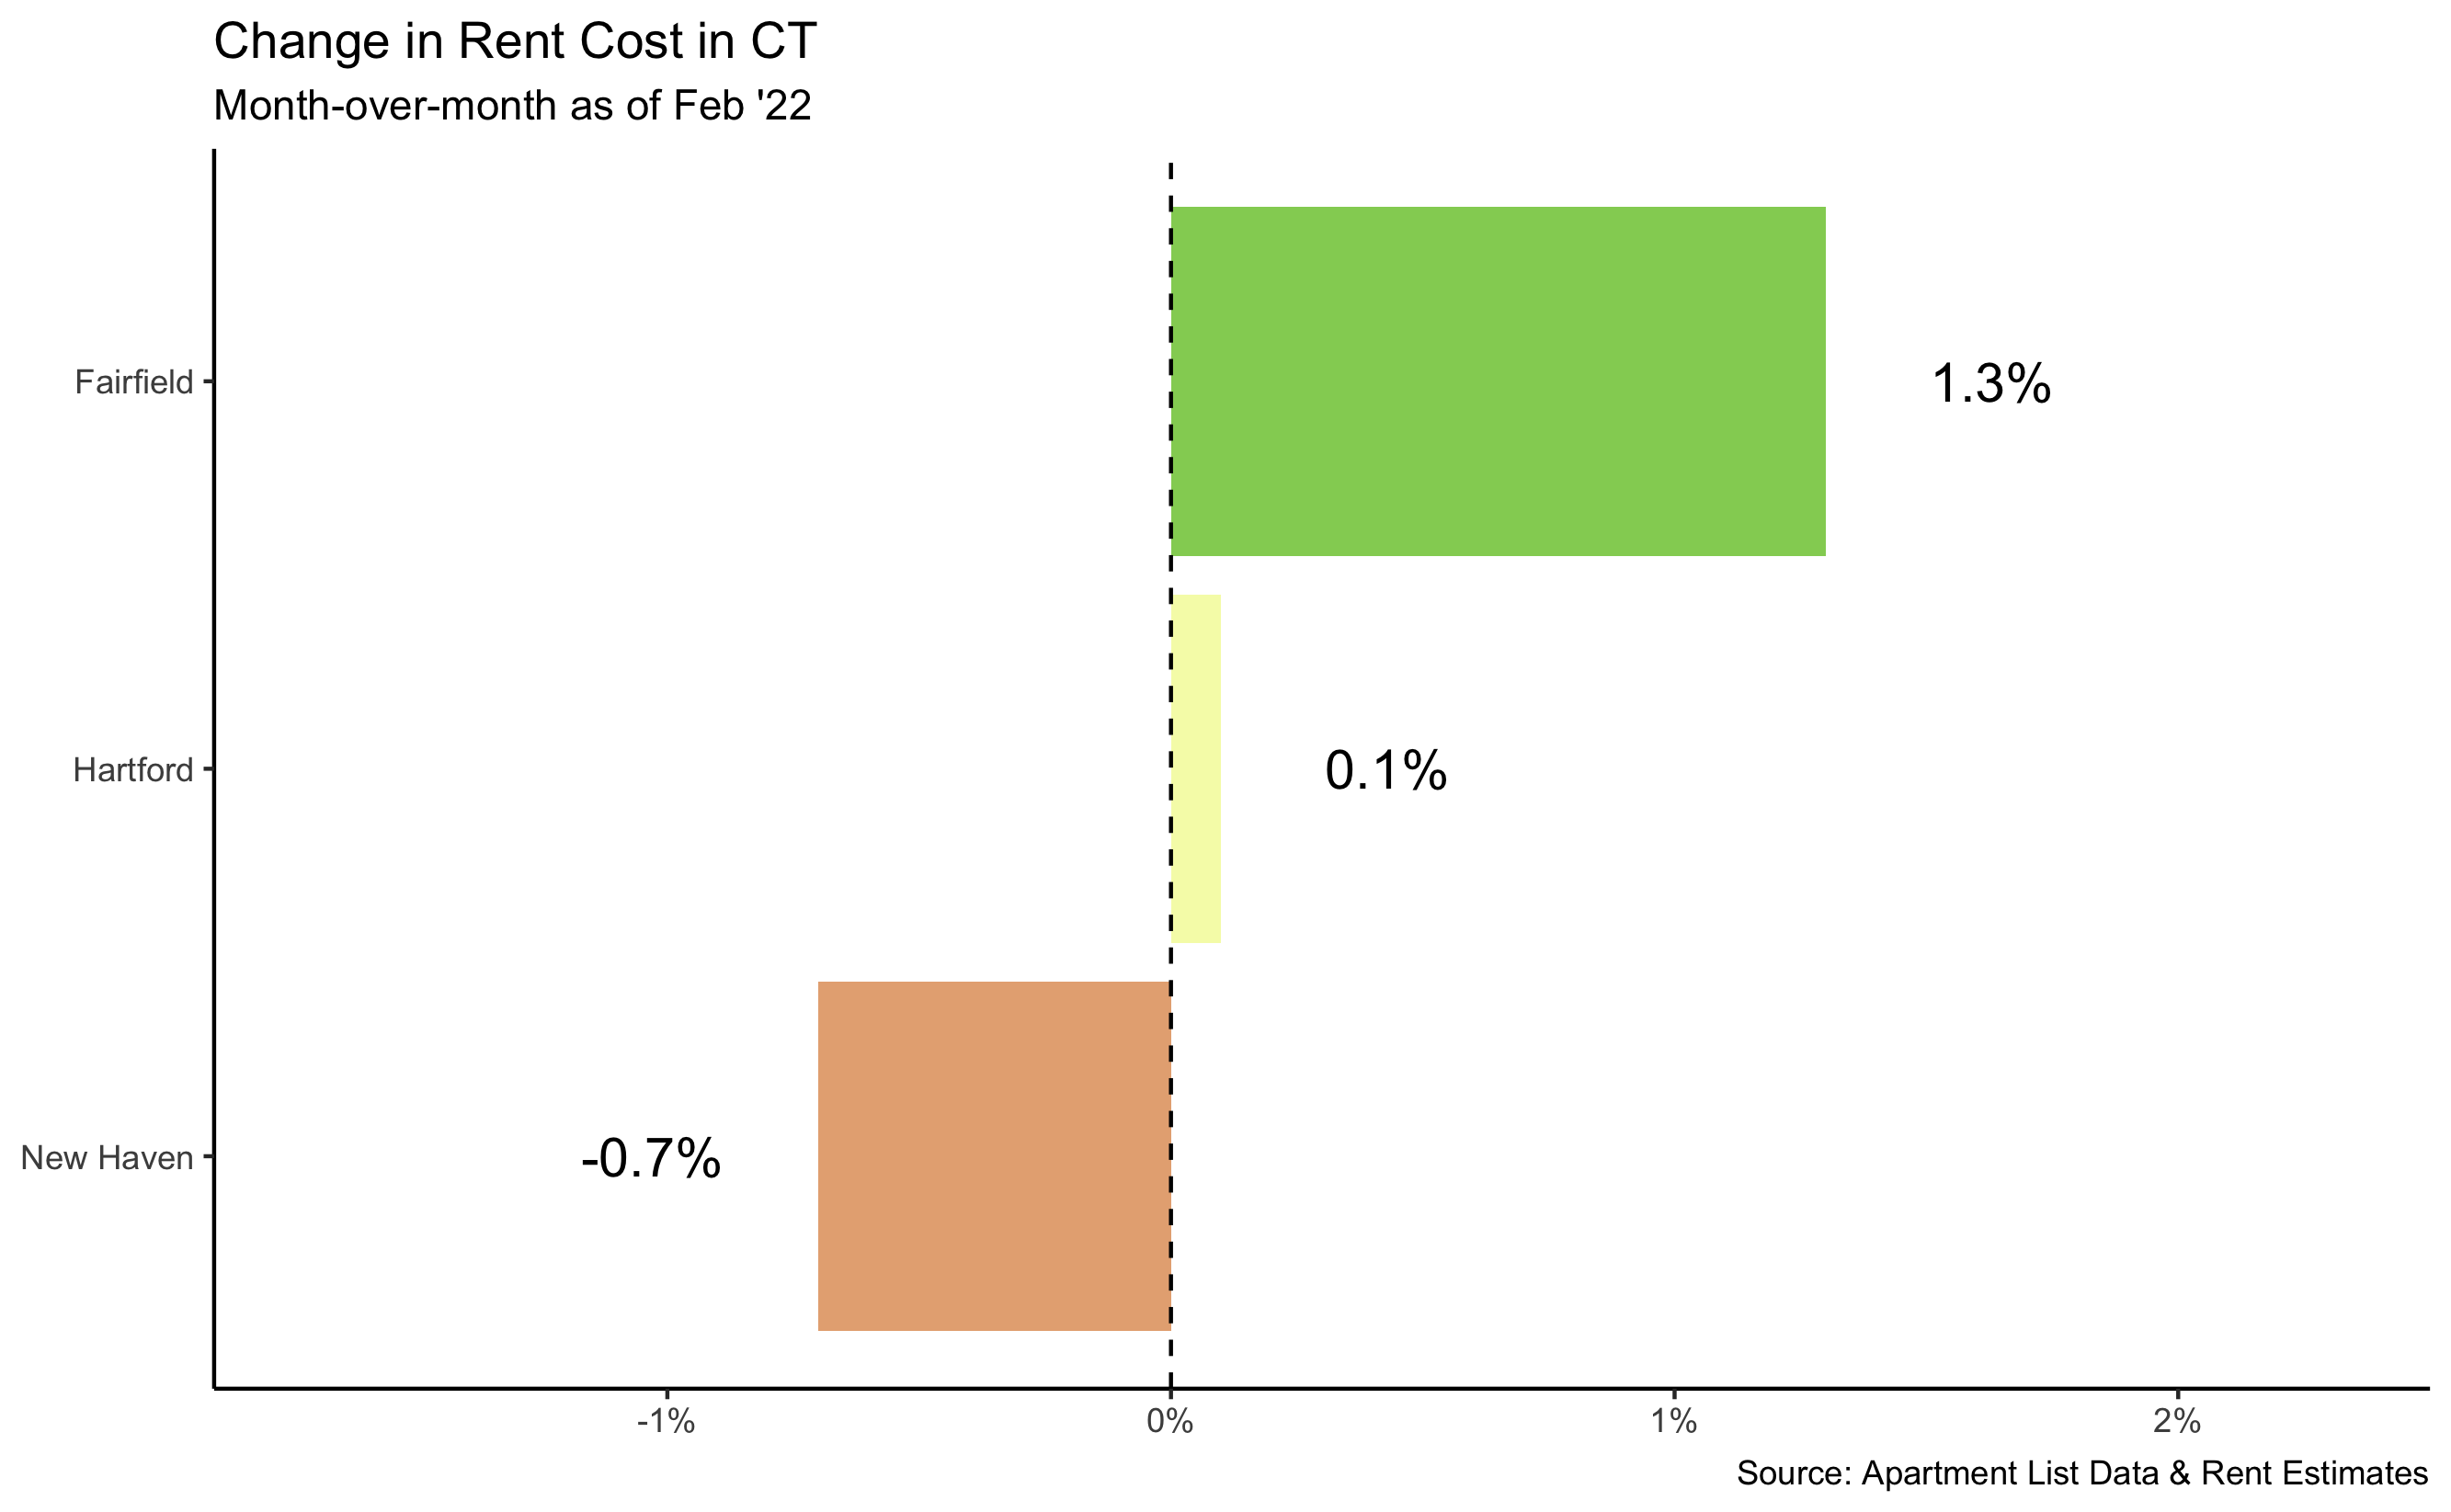 Change in Rent Cost in CT
Month-over-month as of Feb '22
Fairfield
1.3%
Hartford
0.1%
New Haven
-0.7%
-1%
0%
1%
2%
Source: Apartment List Data & Rent Estimates